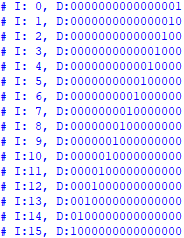 # I: 0, D:0000000000000001
# I: 1, D:0000000000000010
# I: 2, D:0000000000000100
# I: 3, D:0000000000001000
# I: 4, D:0000000000010000
# I: 5, D:0000000000100000
# I: 6, D:0000000001000000
# I: 7, D:0000000010000000
# I: 8, D:0000000100000000
# I: 9, D:0000001000000000
# I:10, D:0000010000000000
# I:11, D:0000100000000000
# I:12, D:0001000000000000
# I:13, D:0010000000000000
# I:14, D:0100000000000000
# I:15, D:1000000000000000